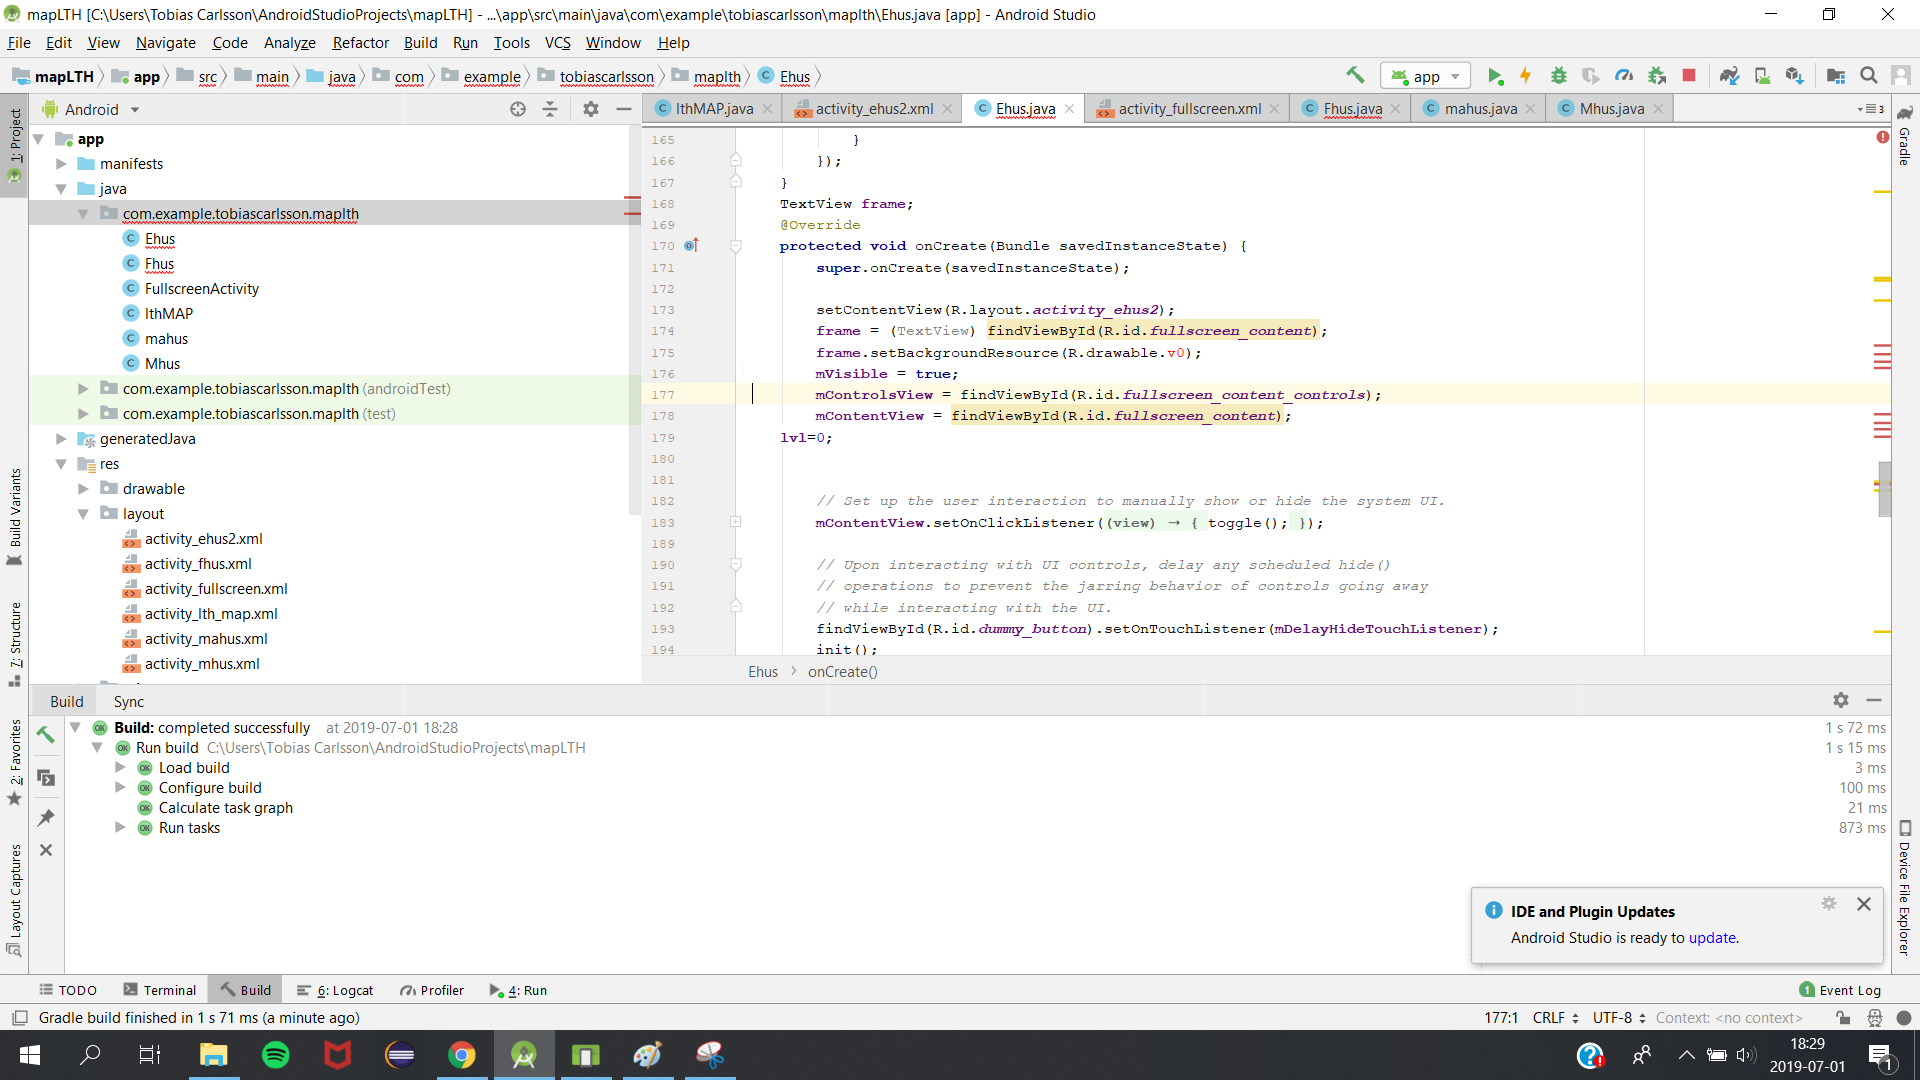 mapLTH [C:\Users\Tobias Carlsson\AndroidStudioProjects\mapLTH] - ...\app\src\main\java\com\example\tobiascarlsson\maplth\Ehus.java [app] - Android Studio
File Edit View Navigate Code Analyze Refactor Build Run Tools VCS Window Help
mapLTH app src main java com example tobiascarlsson maplth Ehus app
Android lthMAP.java activity_ehus2.xml Ehus.java activity_fullscreen.xml Fhus.java mahus.java Mhus.java 3
1: Project
Build Variants
7: Structure
2: Favorites
Layout Captures
app
manifests
java
com.example.tobiascarlsson.maplth
Ehus
Fhus
FullscreenActivity
lthMAP
mahus
Mhus
com.example.tobiascarlsson.maplth (androidTest)
com.example.tobiascarlsson.maplth (test)
generatedJava
res
drawable
layout
activity_ehus2.xml
activity_fhus.xml
activity_fullscreen.xml
activity_lth_map.xml
activity_mahus.xml
activity_mhus.xml
165 }
166 });
167 }
168 TextView frame;
169 @Override
170 protected void onCreate(Bundle savedInstanceState) {
171 super.onCreate(savedInstanceState);
172
173 setContentView(R.layout.activity_ehus2);
174 frame = (TextView) findViewById(R.id.fullscreen_content);
175 frame.setBackgroundResource(R.drawable.v0);
176 mVisible = true;
177 mControlsView = findViewById(R.id.fullscreen_content_controls);
178 mContentView = findViewById(R.id.fullscreen_content);
179 lvl=0;
180
181
182 // Set up the user interaction to manually show or hide the system UI.
183 mContentView.setOnClickListener((view) → { toggle(); });
189
190 // Upon interacting with UI controls, delay any scheduled hide()
191 // operations to prevent the jarring behavior of controls going away
192 // while interacting with the UI.
193 findViewById(R.id.dummy_button).setOnTouchListener(mDelayHideTouchListener);
194 init();
Ehus onCreate()
Gradle
Device File Explorer
Build Sync
Build: completed successfully at 2019-07-01 18:28 1 s 72 ms
Run build C:\Users\Tobias Carlsson\AndroidStudioProjects\mapLTH 1 s 15 ms
Load build 3 ms
Configure build 100 ms
Calculate task graph 21 ms
Run tasks 873 ms
IDE and Plugin Updates
Android Studio is ready to update.
TODO Terminal Build 6: Logcat Profiler 4: Run 1 Event Log
Gradle build finished in 1 s 71 ms (a minute ago) 177:1 CRLF UTF-8 Context: <no context>
18:29
2019-07-01
1